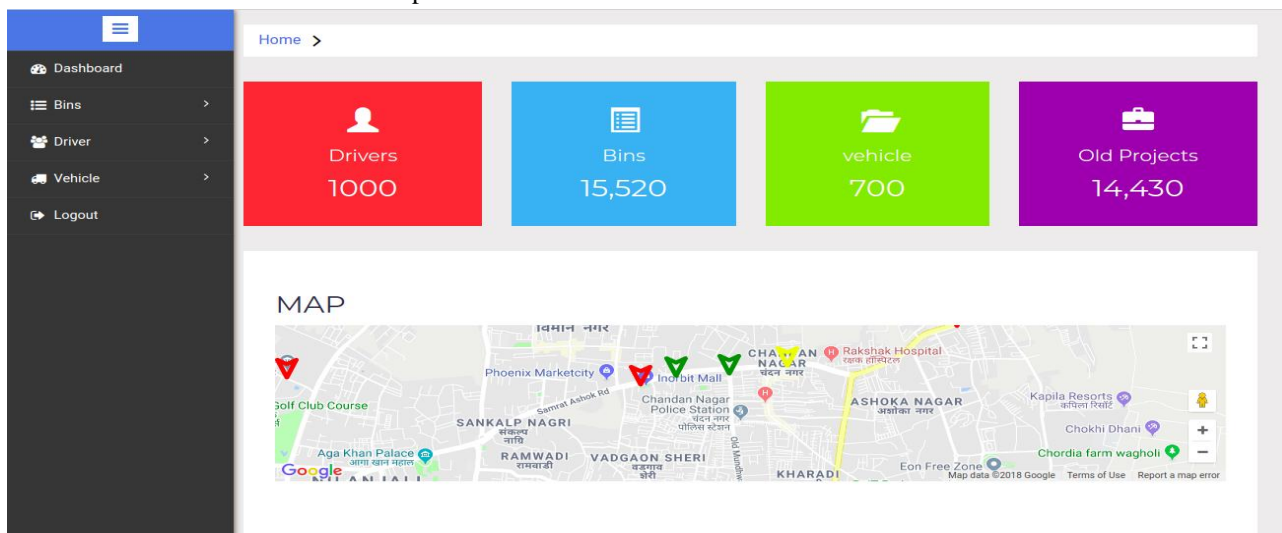 Home >
Dashboard
Bins >
Driver >
Vehicle >
Logout
Drivers
1000
Bins
15,520
vehicle
700
Old Projects
14,430
MAP
विमान नगर
Phoenix Marketcity
Inorbit Mall
NAGAR
चंदन नगर
Rakshak Hospital
रक्षक हॉस्पिटल
Samrat Ashok Rd
Golf Club Course
Chandan Nagar
Police Station
चंदन नगर
पोलिस स्टेशन
ASHOKA NAGAR
अशोका नगर
Kapila Resorts
कपिला रिसॉर्ट
Chokhi Dhani
SANKALP NAGRI
संकल्प
नाग्रि
Aga Khan Palace
आगा खान महाल
RAMWADI
रामवाडी
VADGAON SHERI
वडगाव
शेरी
KHARADI
Eon Free Zone
Chordia farm wagholi
Google
Map data ©2018 Google Terms of Use Report a map error